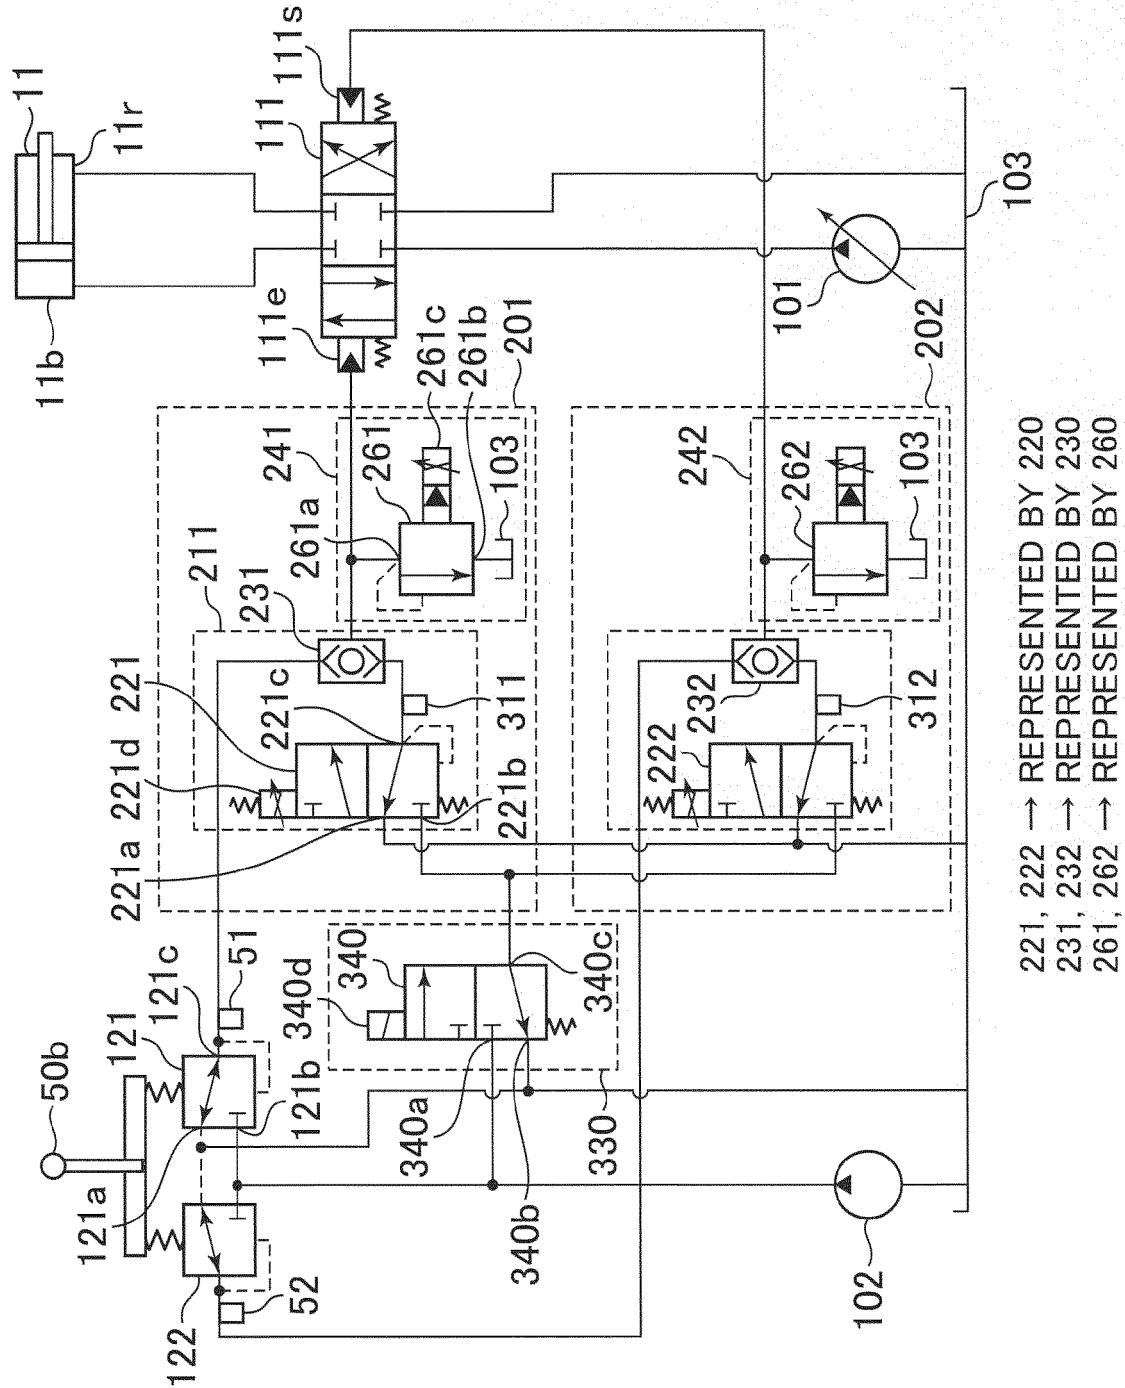 50b
121
121c
51
121a
121b
122
52
340d
340
340c
340a
340b
330
102
221a
221d
221
221c
221b
211
231
311
261a
241
261
261c
261b
103
201
111e
111
111s
11
11r
11b
222
232
312
242
262
103
202
101
103
221, 222 → REPRESENTED BY 220
231, 232 → REPRESENTED BY 230
261, 262 → REPRESENTED BY 260